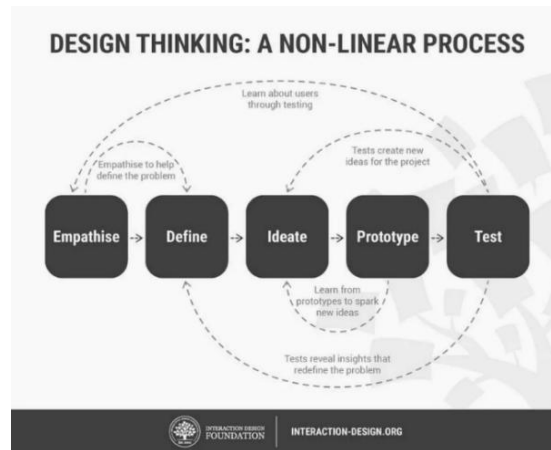 DESIGN THINKING: A NON-LINEAR PROCESS
Learn about users
through testing
Tests create new
ideas for the project
Empathise to help
define the problem
Empathise
Define
Ideate
Prototype
Test
Learn from
prototypes to spark
new ideas
Tests reveal insights that
redefine the problem
INTERACTION DESIGN
FOUNDATION
INTERACTION-DESIGN.ORG